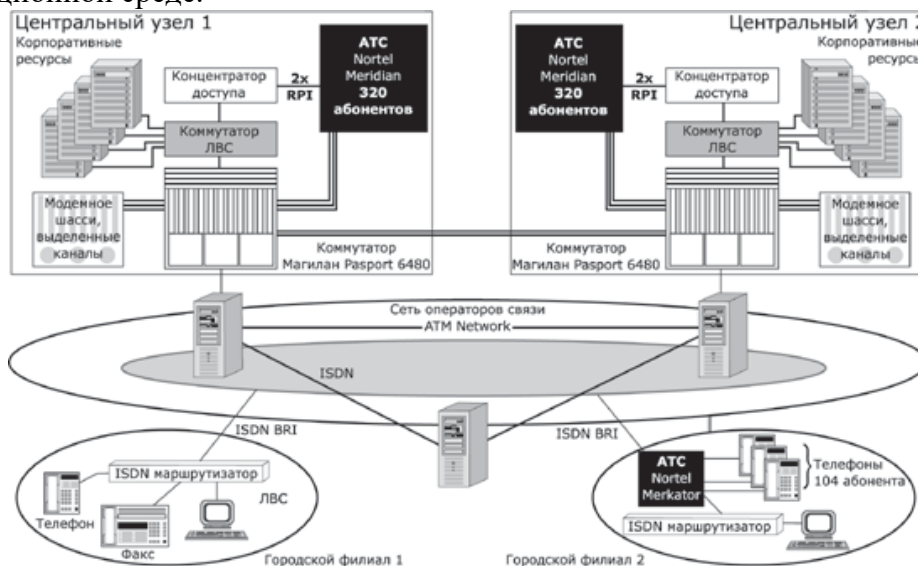 ционной среде.
Центральный узел 1
Корпоративные
ресурсы
Концентратор
доступа
2x
RPI
АТС
Nortel
Meridian
320
абонентов
Коммутатор
ЛВС
Модемное
шасси,
выделенные
каналы
Коммутатор
Магилан Pasport 6480
Центральный узел 2
Корпоративные
ресурсы
АТС
Nortel
Meridian
320
абонентов
2x
RPI
Концентратор
доступа
Коммутатор
ЛВС
Модемное
шасси,
выделенные
каналы
Коммутатор
Магилан Pasport 6480
Сеть операторов связи
ATM Network
ISDN
ISDN BRI
ISDN BRI
ISDN маршрутизатор
Телефон
Факс
ЛВС
Городской филиал 1
АТС
Nortel
Merkator
Телефоны
104 абонента
ISDN маршрутизатор
Городской филиал 2